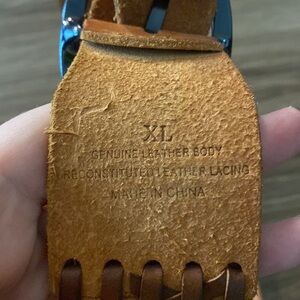 XL
GENUINE LEATHER BODY
RECONSTITUTED LEATHER LACING
MADE IN CHINA